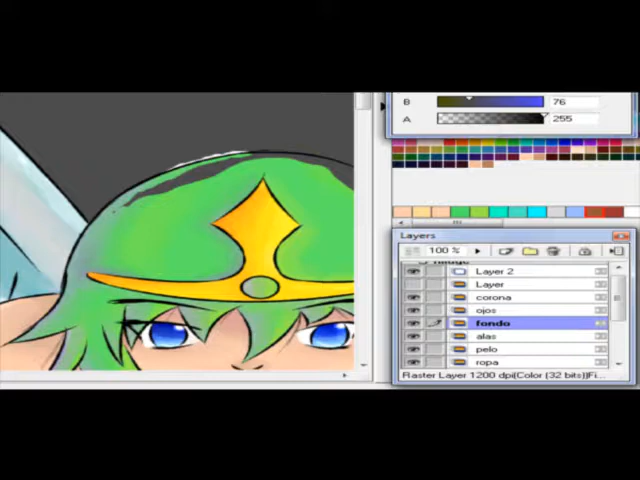 B 76
A 255
Layers
100 %
Layer 2
Layer
corona
ojos
fondo
alas
pelo
ropa
Raster Layer 1200 dpi(Color (32 bits))Fi...